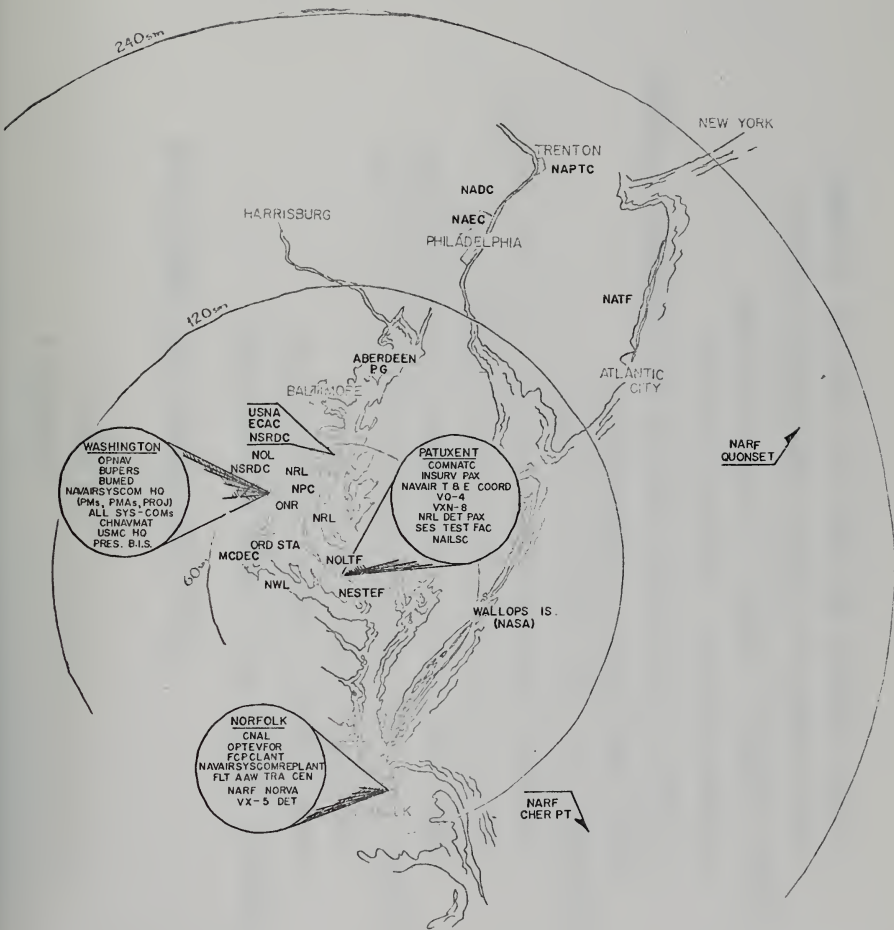 240sm
NEW YORK
TRENTON
NAPTC
NADC
NAEC
PHILADELPHIA
HARRISBURG
NATF
120sm
ABERDEEN
P.G
BALTIMORE
ATLANTIC
CITY
USNA
ECAC
NSRDC
NOL
NSRDC
NRL
NPC
ONR
NRL
WASHINGTON
OPNAV
BUPERS
BUMED
NAVAIRSYSCOM HQ
(PMs, PMAs, PROJ)
ALL SYS-COMs
CHNAVMAT
USMC HQ
PRES. B.I.S.
PATUXENT
COMNATC
INSURV PAX
NAVAIR T & E COORD
VO-4
VXN-8
NRL DET PAX
SES TEST FAC
NAILSC
NARF
QUONSET
ORD STA
MCDEC
NOLTF
60sm
NWL
NESTEF
WALLOPS IS.
(NASA)
NORFOLK
CNAL
OPTEVFOR
FCPCLANT
NAVAIRSYSCOMREPLANT
FLT AAW TRA CEN
NARF NORVA
VX-5 DET
NARF
CHER PT